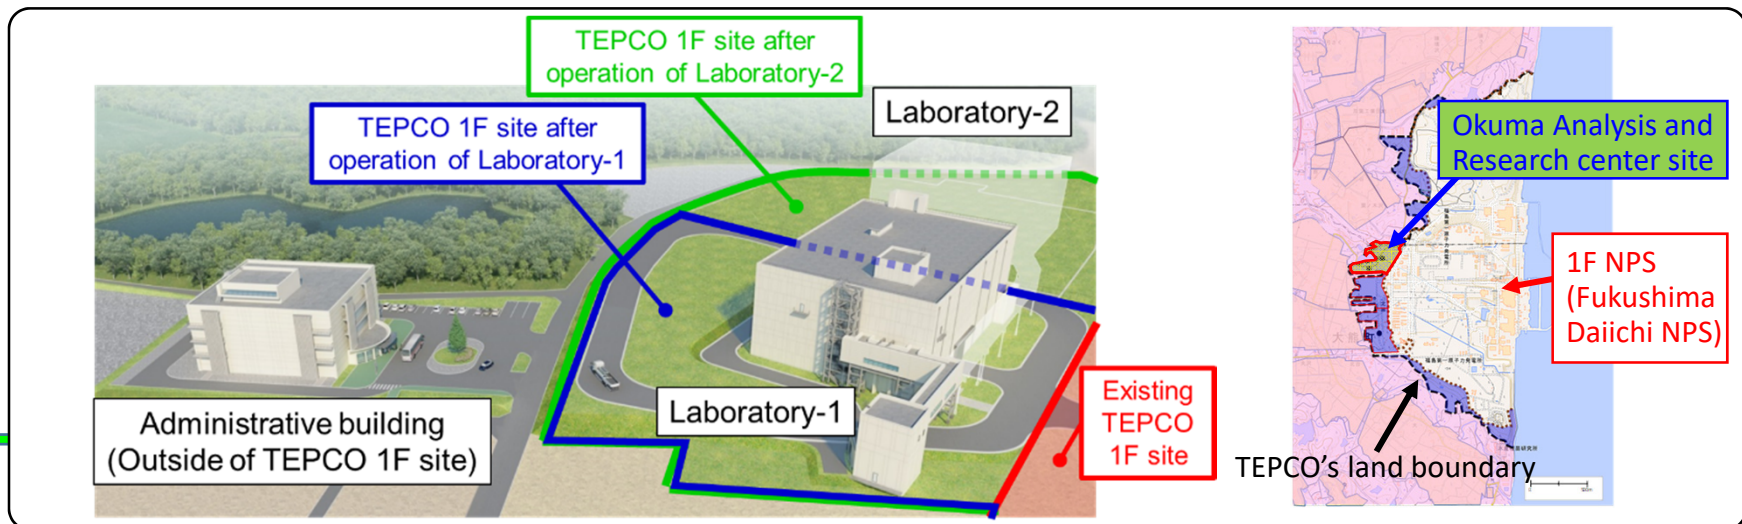 TEPCO 1F site after
operation of Laboratory-2
TEPCO 1F site after
operation of Laboratory-1
Laboratory-2
Laboratory-1
Administrative building
(Outside of TEPCO 1F site)
Existing
TEPCO
1F site
Okuma Analysis and
Research center site
1F NPS
(Fukushima
Daiichi NPS)
TEPCO's land boundary